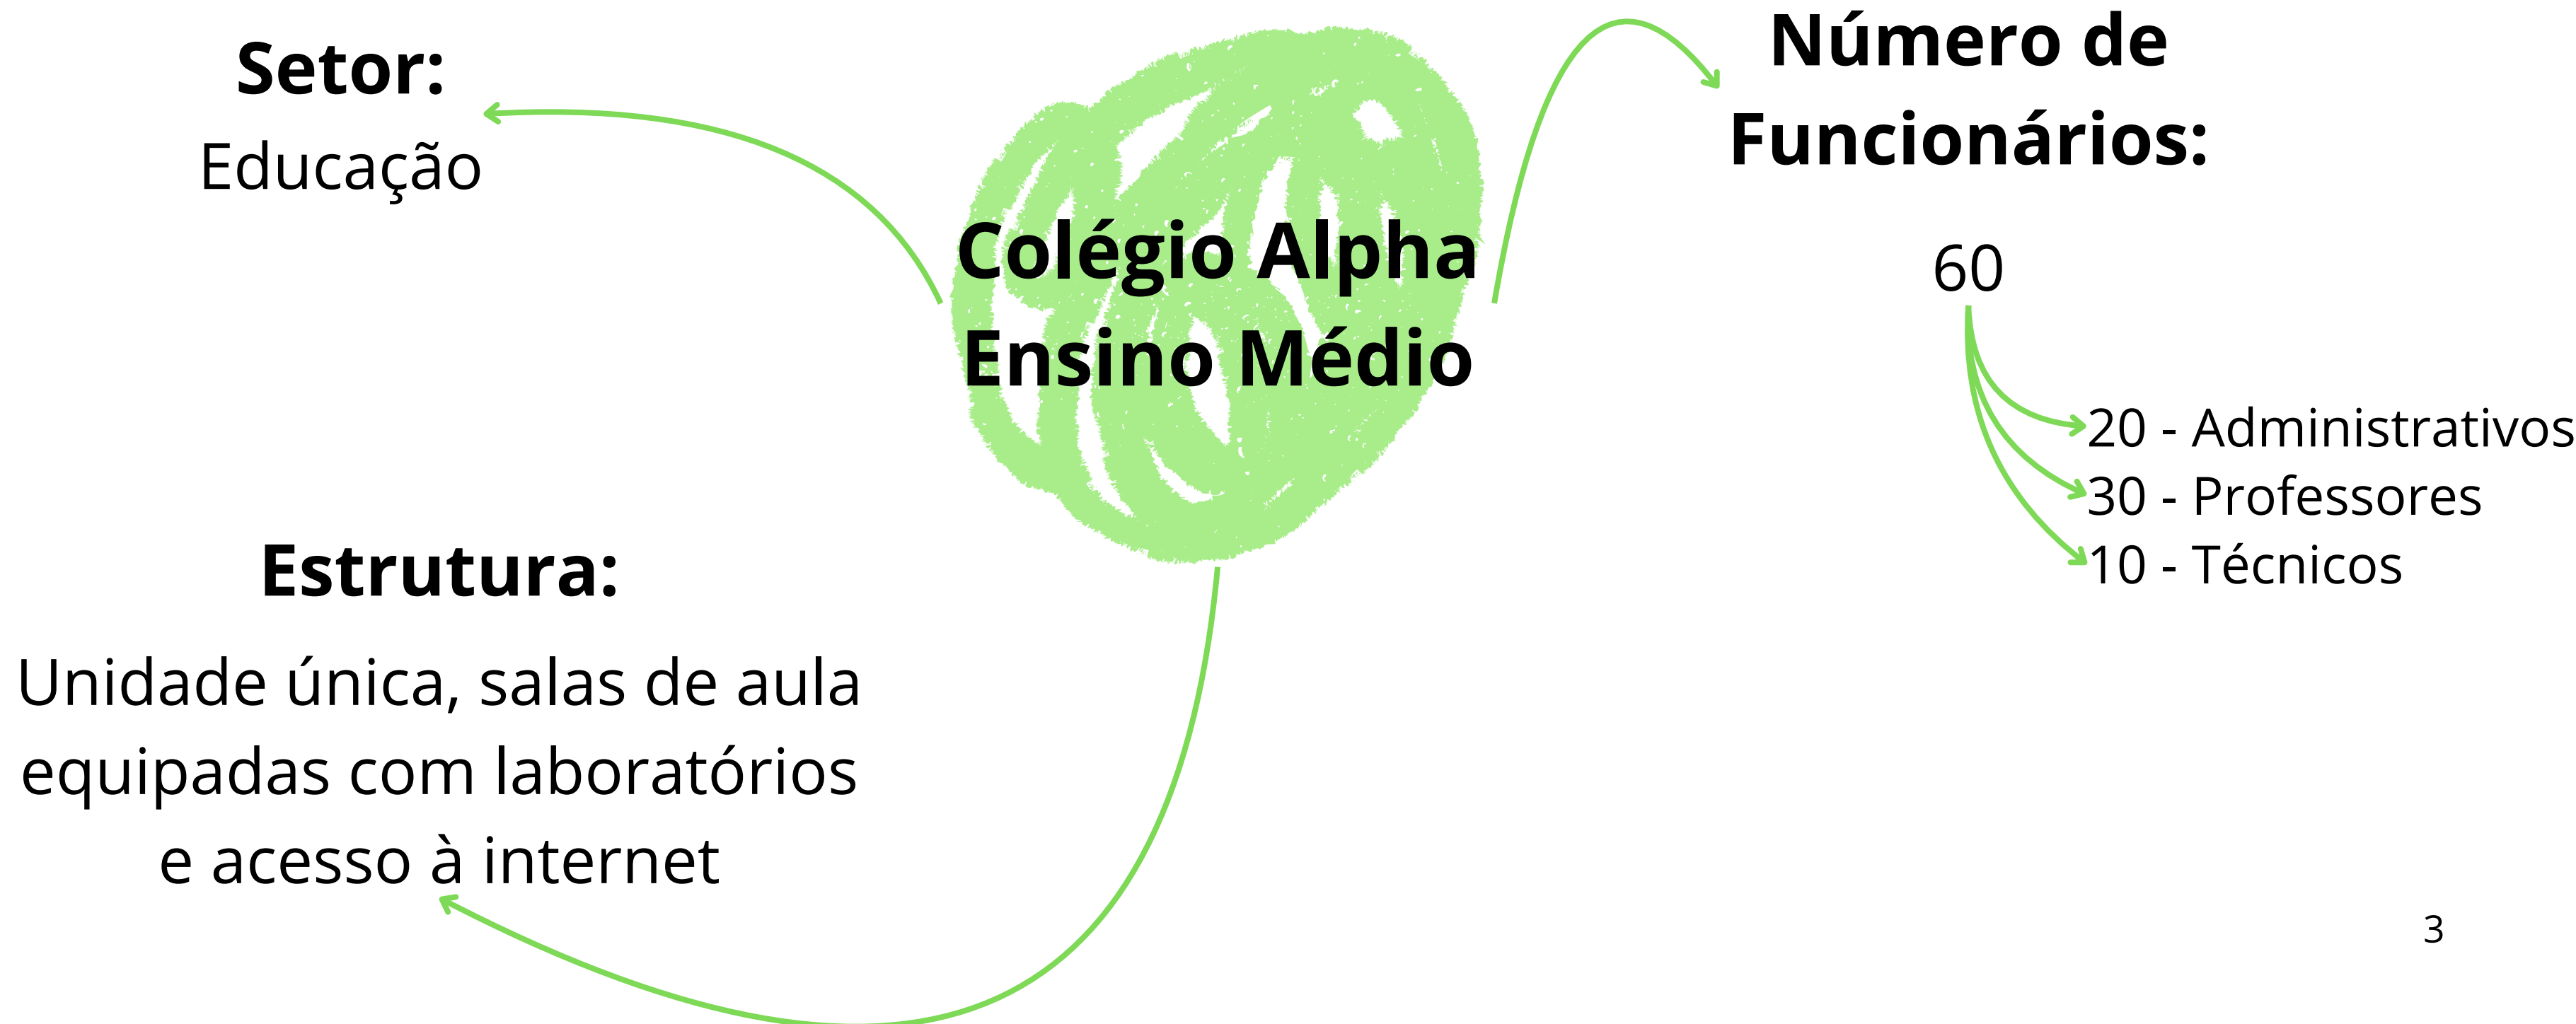 Setor:
Educação
Colégio Alpha
Ensino Médio
Número de
Funcionários:
60
20 - Administrativos
30 - Professores
10 - Técnicos
Estrutura:
Unidade única, salas de aula
equipadas com laboratórios
e acesso à internet
3